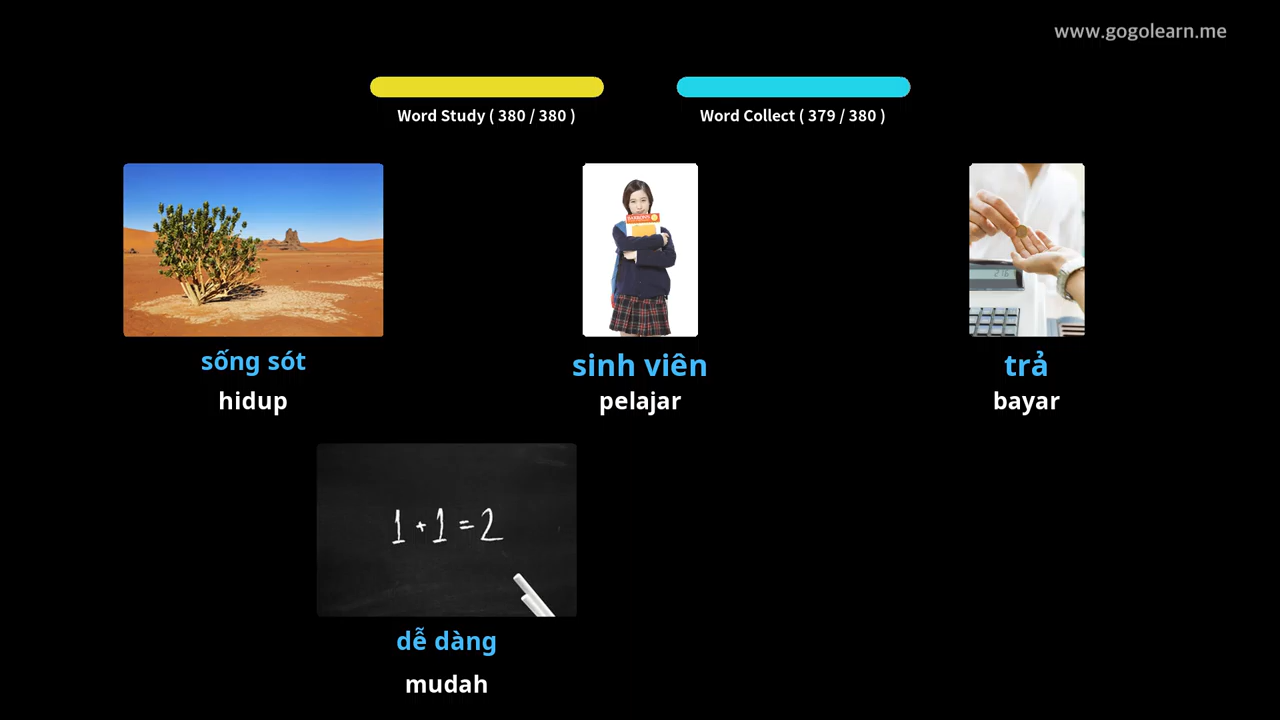 www.gogolearn.me
Word Study ( 380 / 380 )
Word Collect ( 379 / 380 )
sống sót
hidup
sinh viên
pelajar
trả
bayar
1 + 1 = 2
dễ dàng
mudah